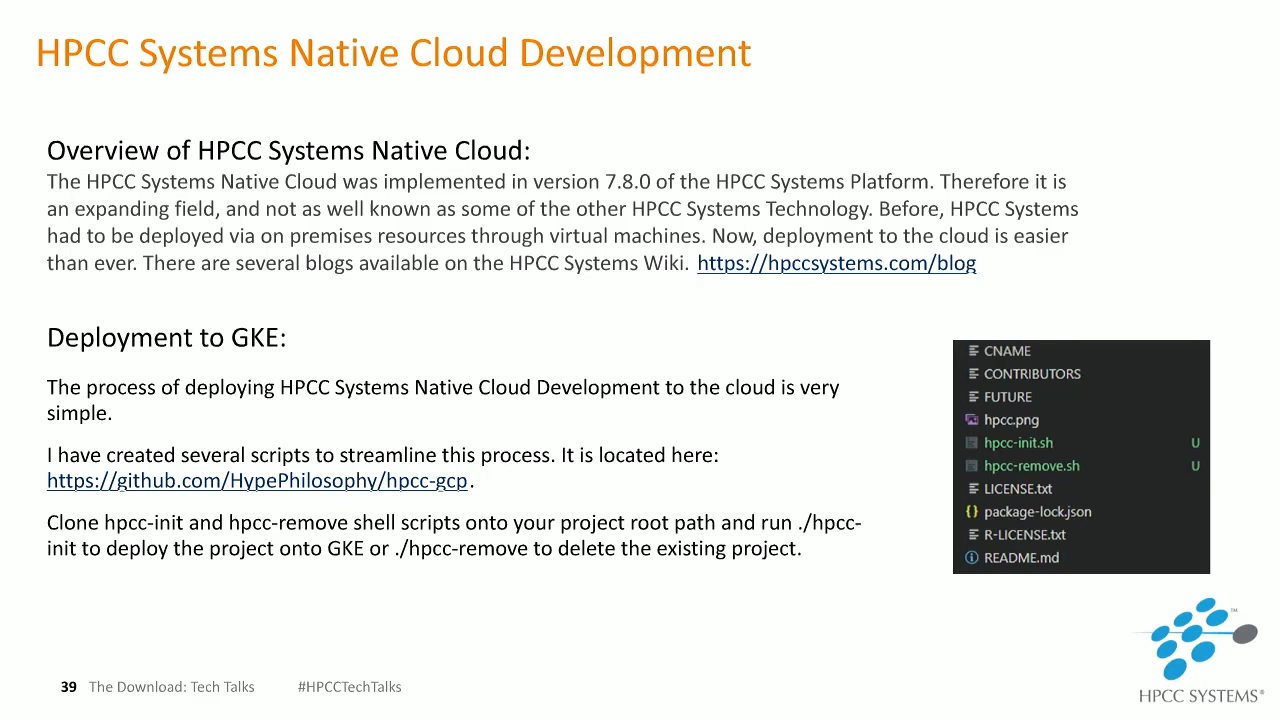 HPCC Systems Native Cloud Development
Overview of HPCC Systems Native Cloud:
The HPCC Systems Native Cloud was implemented in version 7.8.0 of the HPCC Systems Platform. Therefore it is
an expanding field, and not as well known as some of the other HPCC Systems Technology. Before, HPCC Systems
had to be deployed via on premises resources through virtual machines. Now, deployment to the cloud is easier
than ever. There are several blogs available on the HPCC Systems Wiki. https://hpccsystems.com/blog
Deployment to GKE:
The process of deploying HPCC Systems Native Cloud Development to the cloud is very
simple.
I have created several scripts to streamline this process. It is located here:
https://github.com/HypePhilosophy/hpcc-gcp.
Clone hpcc-init and hpcc-remove shell scripts onto your project root path and run ./hpcc-
init to deploy the project onto GKE or ./hpcc-remove to delete the existing project.
CNAME
CONTRIBUTORS
FUTURE
hpcc.png
hpcc-init.sh U
hpcc-remove.sh U
LICENSE.txt
{} package-lock.json
R-LICENSE.txt
README.md
™
HPCC SYSTEMS®
39 The Download: Tech Talks #HPCCTechTalks